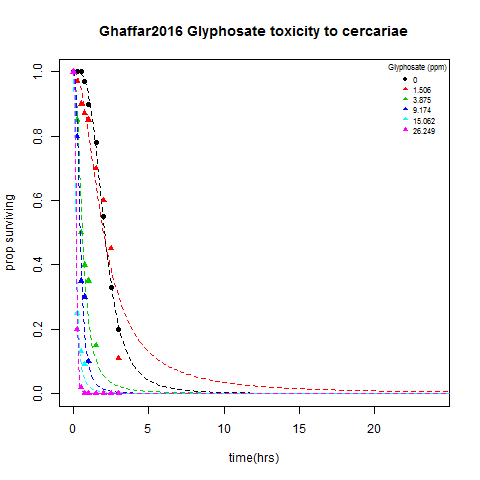 Ghaffar2016 Glyphosate toxicity to cercariae
Glyphosate (ppm)
0
1.506
3.875
9.174
15.062
26.249
prop surviving
1.0
0.8
0.6
0.4
0.2
0.0
0 5 10 15 20
time(hrs)